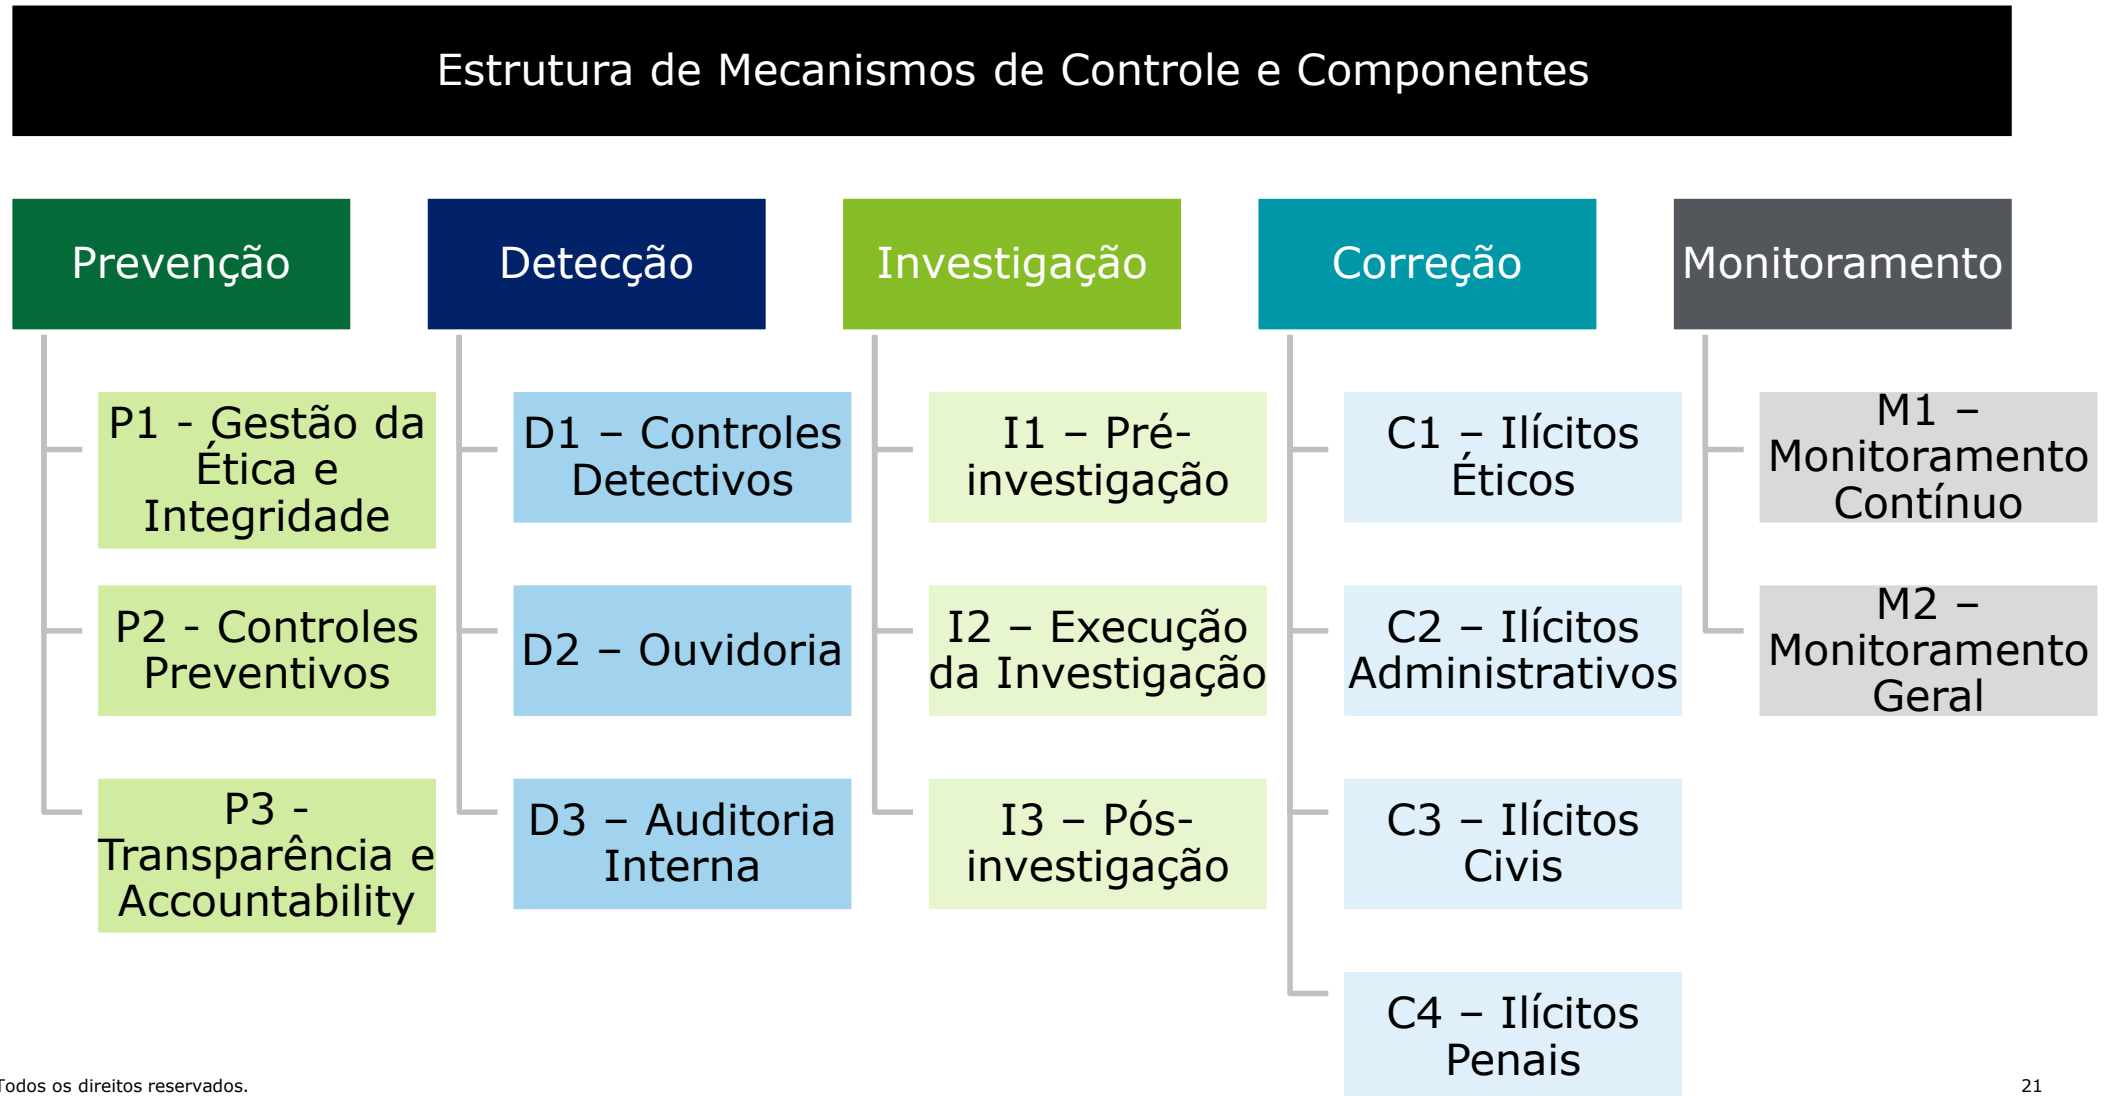 Estrutura de Mecanismos de Controle e Componentes
Prevenção
P1 - Gestão da
Ética e
Integridade
P2 - Controles
Preventivos
P3 -
Transparência e
Accountability
Detecção
D1 – Controles
Detectivos
D2 – Ouvidoria
D3 – Auditoria
Interna
Investigação
I1 – Pré-
investigação
I2 – Execução
da Investigação
I3 – Pós-
investigação
Correção
C1 – Ilícitos
Éticos
C2 – Ilícitos
Administrativos
C3 – Ilícitos
Civis
C4 – Ilícitos
Penais
Monitoramento
M1 –
Monitoramento
Contínuo
M2 –
Monitoramento
Geral
Todos os direitos reservados.
21